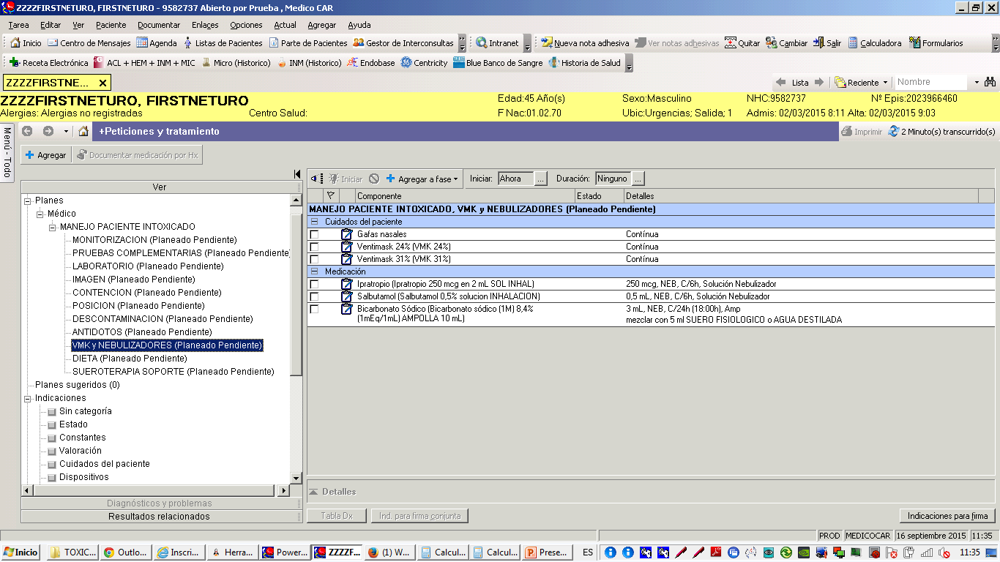 ZZZZFIRSTNETURO, FIRSTNETURO - 9582737 Abierto por Prueba , Medico CAR
Tarea Editar Ver Paciente Documentar Enlaces Opciones Actual Agregar Ayuda
Inicio Centro de Mensajes Agenda Listas de Pacientes Parte de Pacientes Gestor de Interconsultas Intranet Nueva nota adhesiva Ver notas adhesivas Quitar Cambiar Salir Calculadora Formularios
Receta Electrónica ACL + HEM + INM + MIC Micro (Historico) INM (Historico) Endobase Centricity Blue Banco de Sangre Historia de Salud
ZZZZFIRSTNE... Lista Reciente Nombre
ZZZZFIRSTNETURO, FIRSTNETURO Edad:45 Año(s) Sexo:Masculino NHC:9582737 Nº Epis:2023966460
Alergias: Alergias no registradas Centro Salud: F Nac:01.02.70 Ubic:Urgencias; Salida; 1 Admis: 02/03/2015 8:11 Alta: 02/03/2015 9:03
Menú - Todo
+Peticiones y tratamiento Imprimir 2 Minuto(s) transcurrido(s)
Agregar Documentar medicación por Hx
Ver
Planes
Médico
MANEJO PACIENTE INTOXICADO
MONITORIZACION (Planeado Pendiente)
PRUEBAS COMPLEMENTARIAS (Planeado Pendiente
LABORATORIO (Planeado Pendiente)
IMAGEN (Planeado Pendiente)
CONTENCION (Planeado Pendiente)
POSICION (Planeado Pendiente)
DESCONTAMINACION (Planeado Pendiente)
ANTIDOTOS (Planeado Pendiente)
VMK y NEBULIZADORES (Planeado Pendiente)
DIETA (Planeado Pendiente)
SUEROTERAPIA SOPORTE (Planeado Pendiente)
Planes sugeridos (0)
Indicaciones
Sin categoría
Estado
Constantes
Valoración
Cuidados del paciente
Dispositivos
Diagnósticos y problemas
Resultados relacionados
Iniciar Agregar a fase Iniciar: Ahora ... Duración: Ninguno ...
Componente Estado Detalles
MANEJO PACIENTE INTOXICADO, VMK y NEBULIZADORES (Planeado Pendiente)
Cuidados del paciente
Gafas nasales Contínua
Ventimask 24% (VMK 24%) Contínua
Ventimask 31% (VMK 31%) Contínua
Medicación
Ipratropio (Ipratropio 250 mcg en 2 mL SOL INHAL) 250 mcg, NEB, C/6h, Solución Nebulizador
Salbutamol (Salbutamol 0,5% solucion INHALACION) 0,5 mL, NEB, C/6h, Solución Nebulizador
Bicarbonato Sódico (Bicarbonato sódico (1M) 8,4% 3 mL, NEB, C/24h (18:00h), Amp
(1mEq/1mL) AMPOLLA 10 mL) mezclar con 5 ml SUERO FISIOLOGICO o AGUA DESTILADA
Detalles
Tabla Dx Ind. para firma conjunta Indicaciones para firma
PROD MEDICOCAR 16 septiembre 2015 11:35
Inicio TOXIC... Outlo... Inscri... Herra... Power... ZZZZF... (1) W... Calcul... Calcul... Prese... ES 11:35